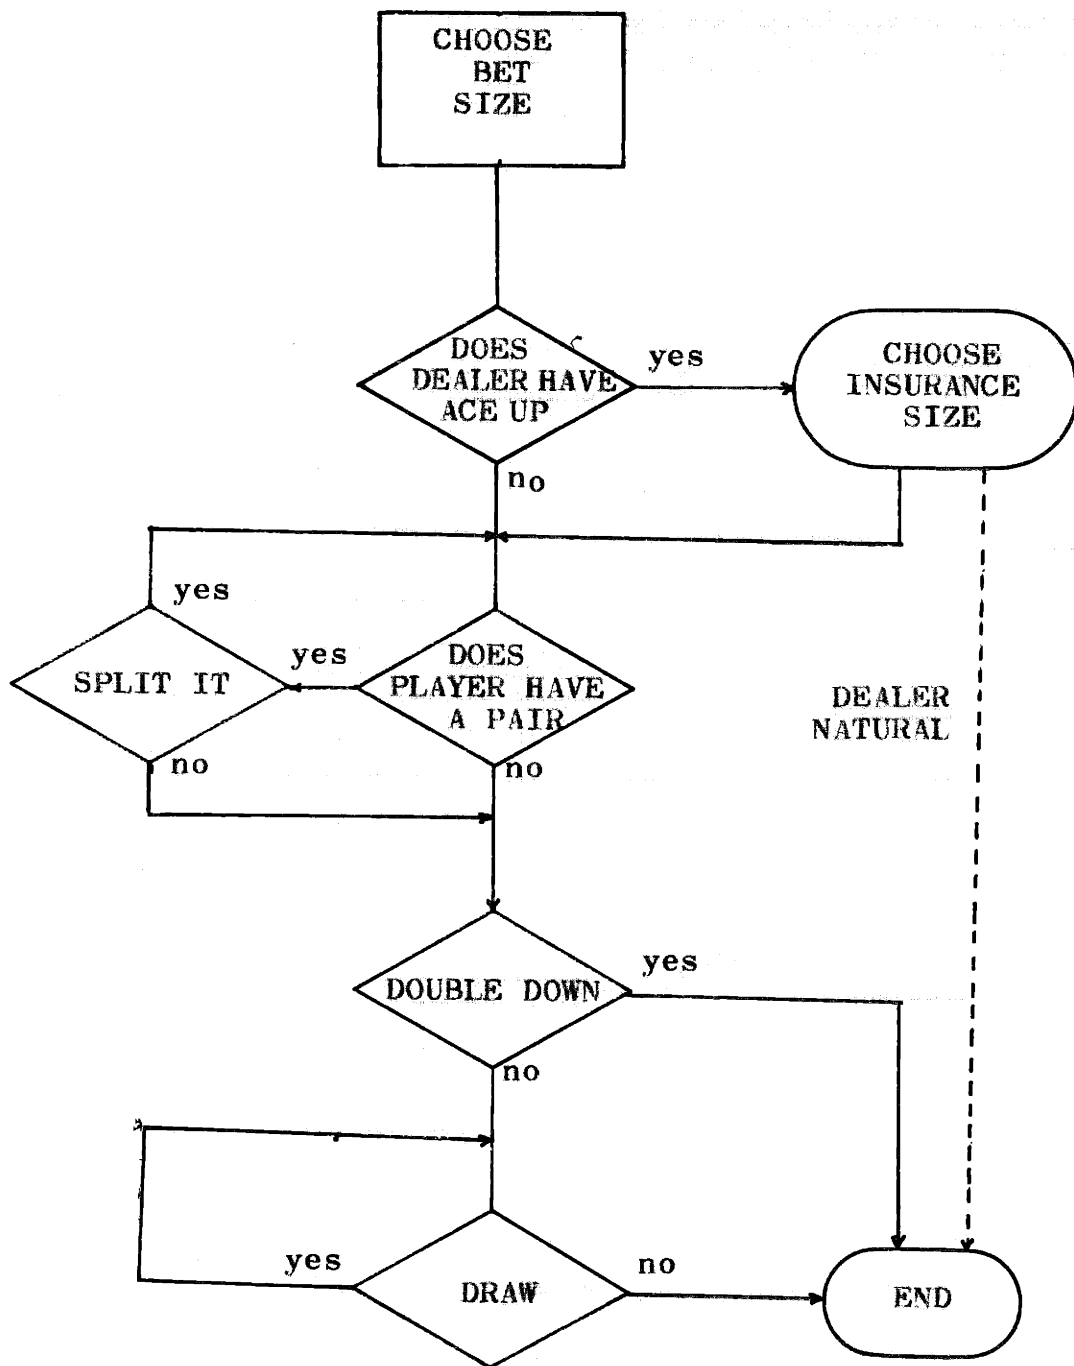 CHOOSE
BET
SIZE
DOES
DEALER HAVE
ACE UP
yes
CHOOSE
INSURANCE
SIZE
no
yes
SPLIT IT
yes
DOES
PLAYER HAVE
A PAIR
DEALER
NATURAL
no
no
DOUBLE DOWN
yes
no
yes
DRAW
no
END